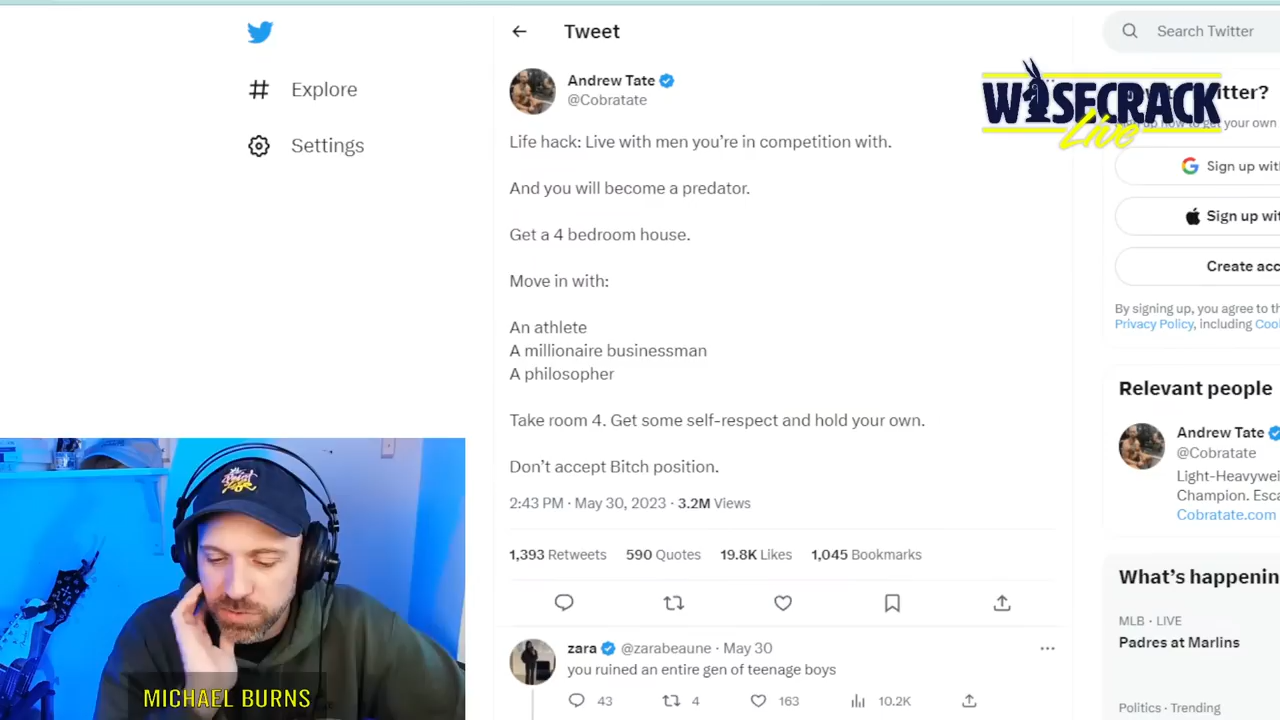 Tweet
Search Twitter
Explore
Settings
Andrew Tate
@Cobratate
Life hack: Live with men you’re in competition with.
And you will become a predator.
Get a 4 bedroom house.
Move in with:
An athlete
A millionaire businessman
A philosopher
Take room 4. Get some self-respect and hold your own.
Don’t accept Bitch position.
2:43 PM · May 30, 2023 · 3.2M Views
1,393 Retweets 590 Quotes 19.8K Likes 1,045 Bookmarks
zara @zarabeaune · May 30
you ruined an entire gen of teenage boys
43 4 163 10.2K
WISECRACK
Live
get your own
Sign up wit
Sign up wi
Create acc
By signing up, you agree to th
Privacy Policy, including Cool
Relevant people
Andrew Tate
@Cobratate
Light-Heavywei
Champion. Esca
Cobratate.com
What’s happenin
MLB · LIVE
Padres at Marlins
Politics · Trending
MICHAEL BURNS